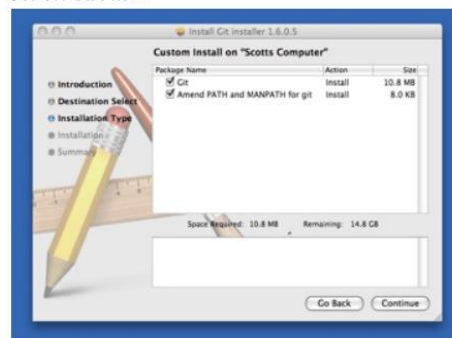 Install Git installer 1.6.0.5
Custom Install on "Scotts Computer"
Package Name Action Size
Git Install 10.8 MB
Amend PATH and MANPATH for git Install 8.0 KB
Introduction
Destination Select
Installation Type
Installation
Summary
Space Required: 10.8 MB Remaining: 14.8 GB
Go Back Continue